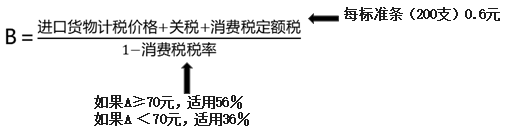 每标准条（200支）0.6元
B=
进口货物计税价格+关税+消费税定额税
1-消费税税率
如果A≥70元，适用56%
如果A＜70元，适用36%